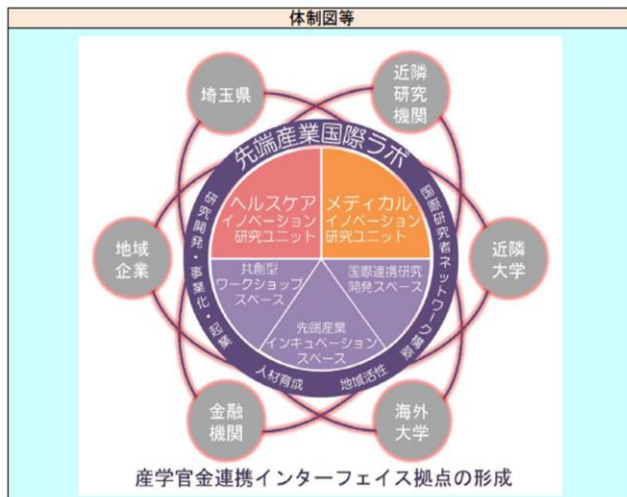 体制図等
埼玉県
近隣
研究
機関
先端産業国際ラボ
ヘルスケア
イノベーション
研究ユニット
メディカル
イノベーション
研究ユニット
研究開発・事業化・起業
国際研究者ネットワーク構築
地域
企業
近隣
大学
共創型
ワークショップ
スペース
国際連携研究
開発スペース
先端産業
インキュベーション
スペース
人材育成
地域活性
金融
機関
海外
大学
産学官金連携インターフェイス拠点の形成